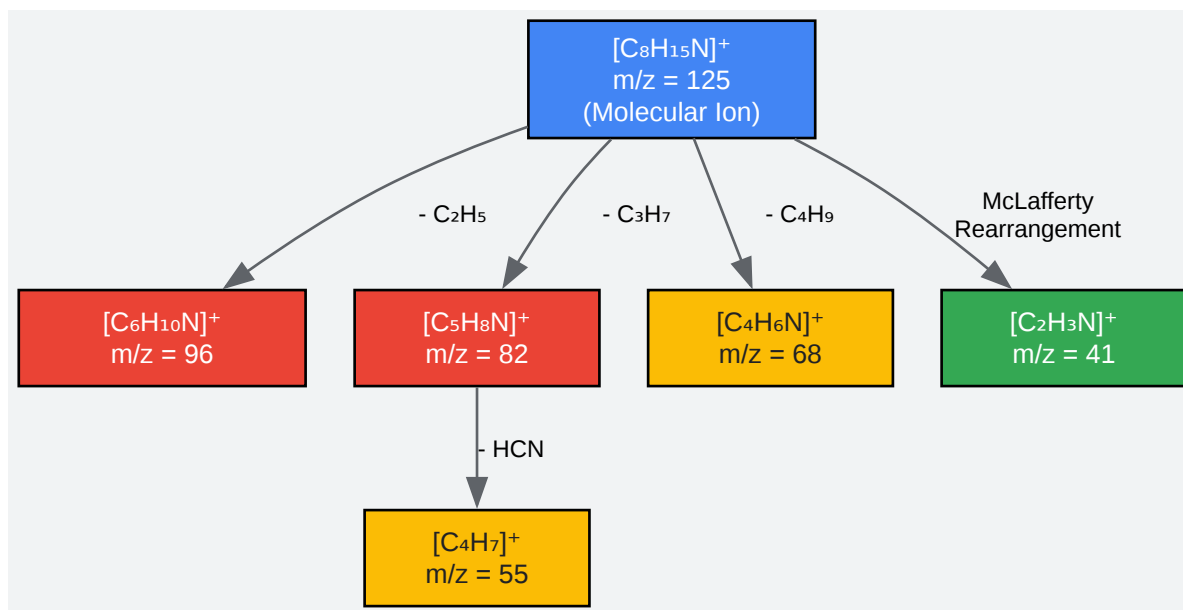 [C₈H₁₅N]⁺
m/z = 125
(Molecular Ion)
- C₂H₅
- C₃H₇
- C₄H₉
McLafferty
Rearrangement
[C₆H₁₀N]⁺
m/z = 96
[C₅H₈N]⁺
m/z = 82
[C₄H₆N]⁺
m/z = 68
[C₂H₃N]⁺
m/z = 41
- HCN
[C₄H₇]⁺
m/z = 55